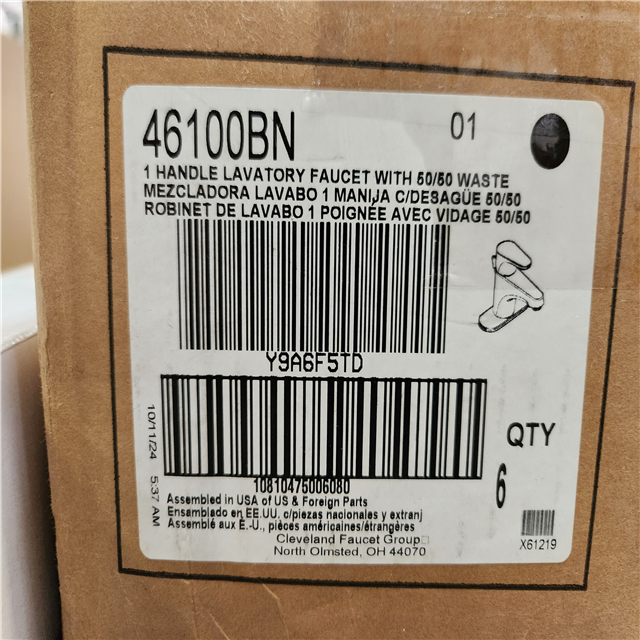 46100BN
01
1 HANDLE LAVATORY FAUCET WITH 50/50 WASTE
MEZCLADORA LAVABO 1 MANIJA C/DESAGÜE 50/50
ROBINET DE LAVABO 1 POIGNÉE AVEC VIDAGE 50/50
Y9A6F5TD
10/11/24 5:37 AM
10810475006080
QTY
6
Assembled in USA of US & Foreign Parts
Ensamblado en EE.UU. c/piezas nacionales y extranj
Assemblé aux É.-U., pièces américaines/étrangères
Cleveland Faucet Group
North Olmsted, OH 44070
X61219